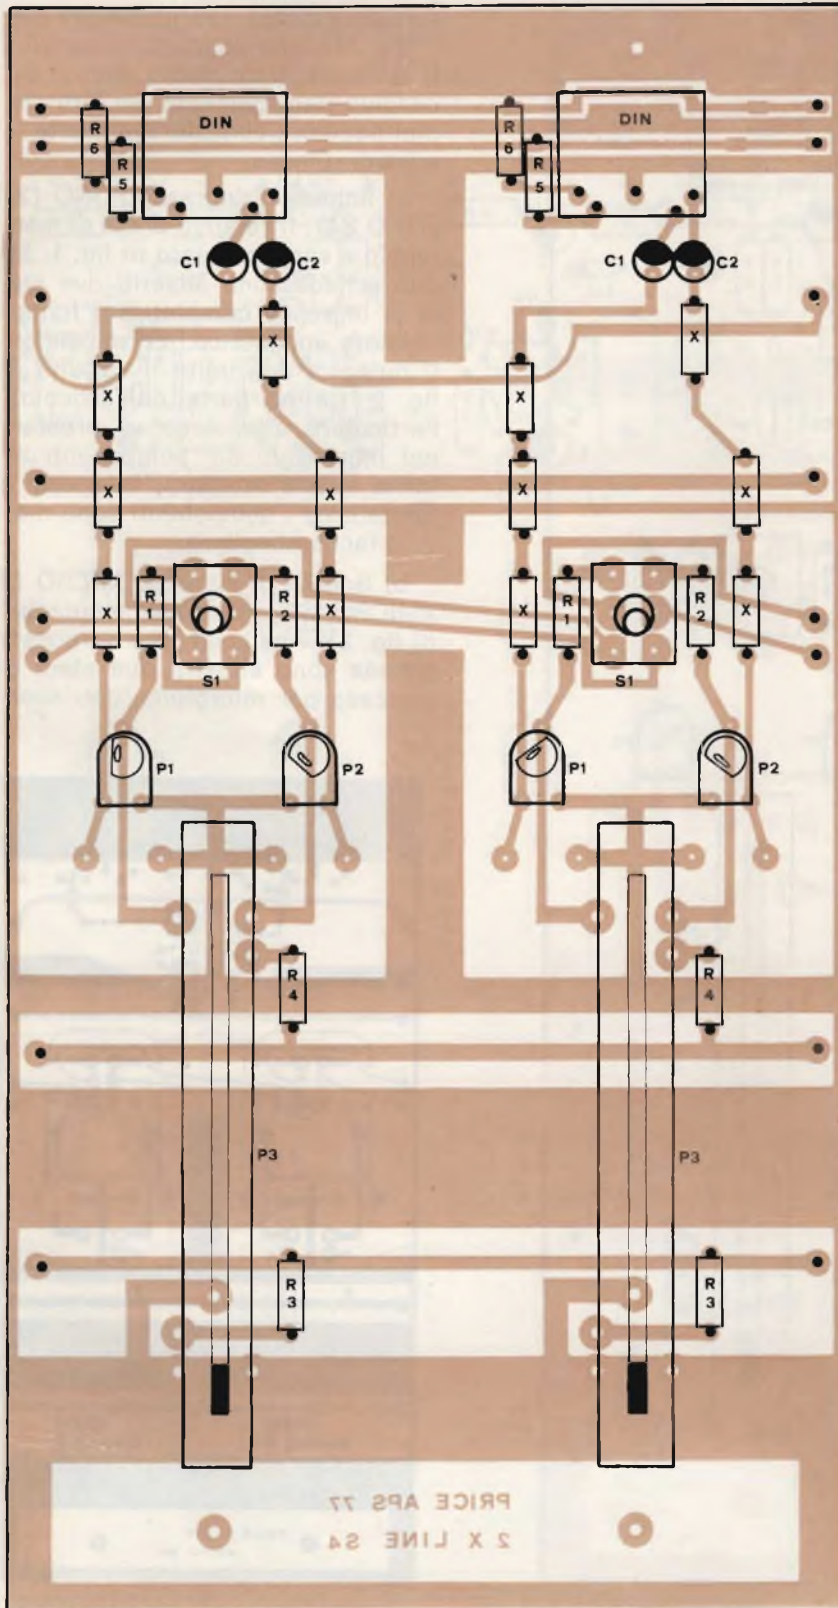 DIN DIN
R6 R5 R6 R5
C1 C2 C1 C2
X X
X X
X X X X
X R1 R2 X X R1 R2 X
S1 S1
P1 P2 P1 P2
R4 R4
P3 P3
R3 R3
PRICE APS 77
2 X LINE S4